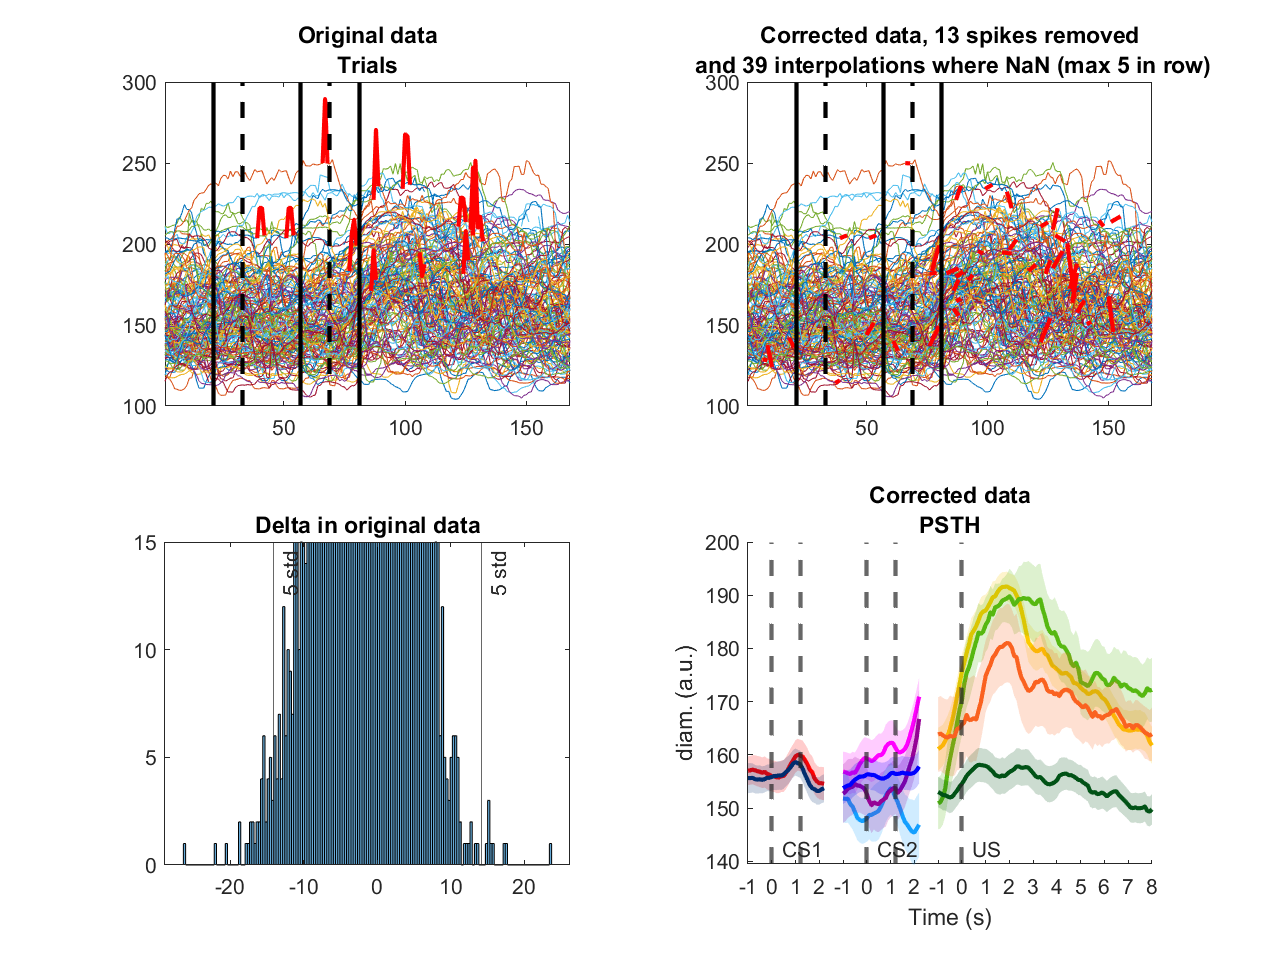 Original data
Trials
300
250
200
150
100
50
100
150
Corrected data, 13 spikes removed
and 39 interpolations where NaN (max 5 in row)
300
250
200
150
100
50
100
150
Delta in original data
15
10
5
0
5 std
5 std
-20
-10
0
10
20
Corrected data
PSTH
diam. (a.u.)
200
190
180
170
160
150
140
CS1
CS2
US
-1 0 1 2 -1 0 1 2 -1 0 1 2 3 4 5 6 7 8
Time (s)